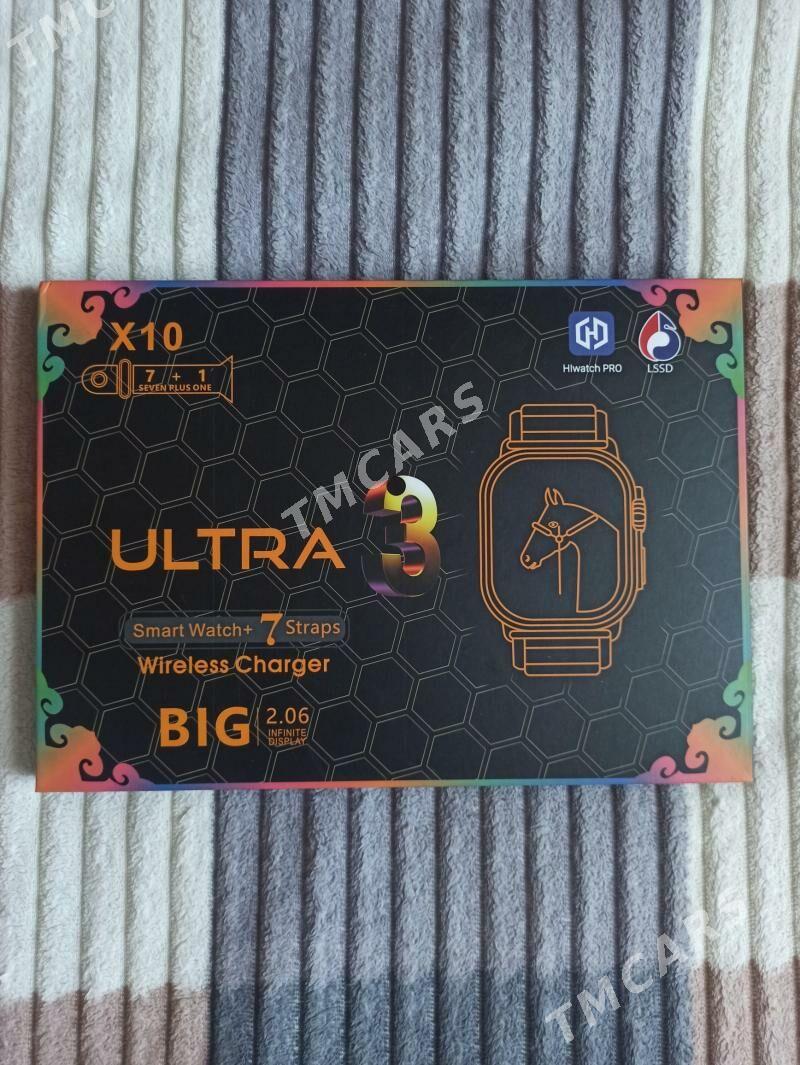 TMCARS
X10
7 + 1
SEVEN PLUS ONE
HIwatch PRO
LSSD
TMCARS
ULTRA 3
Smart Watch+ 7 Straps
Wireless Charger
BIG 2.06
INFINITE
DISPLAY
TMCARS